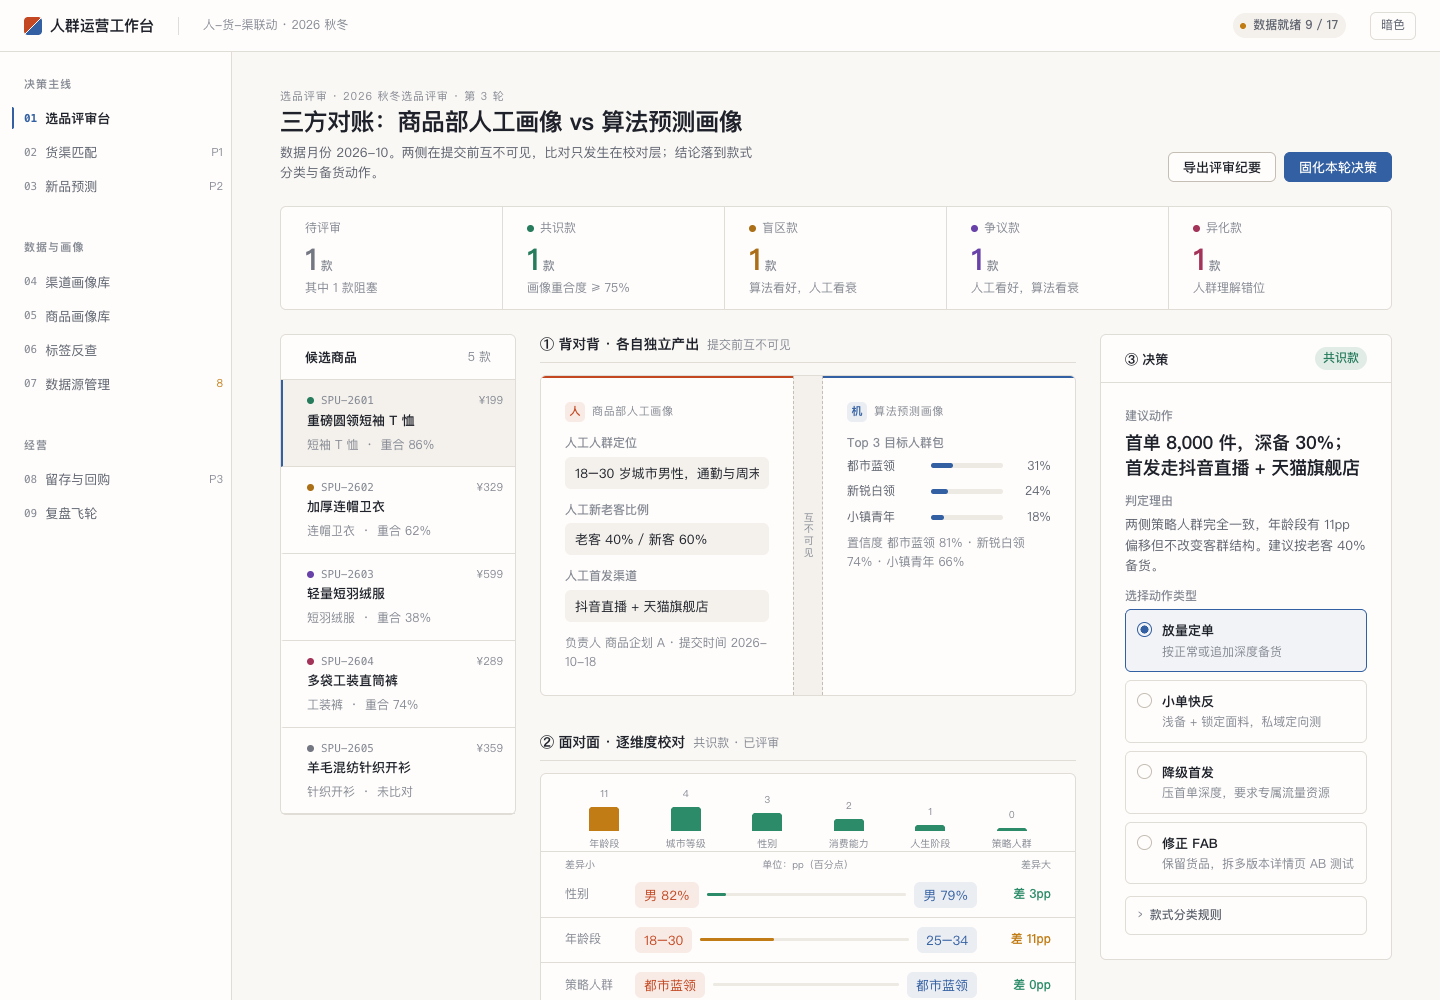 人群运营工作台
人-货-渠联动 · 2026 秋冬
数据就绪 9 / 17
暗色
决策主线
01 选品评审台
02 货渠匹配 P1
03 新品预测 P2
数据与画像
04 渠道画像库
05 商品画像库
06 标签反查
07 数据源管理 8
经营
08 留存与回购 P3
09 复盘飞轮
选品评审 · 2026 秋冬选品评审 · 第 3 轮
三方对账：商品部人工画像 vs 算法预测画像
数据月份 2026-10。两侧在提交前互不可见，比对只发生在校对层；结论落到款式
分类与备货动作。
导出评审纪要
固化本轮决策
待评审
1 款
其中 1 款阻塞
共识款
1 款
画像重合度 ≥ 75%
盲区款
1 款
算法看好，人工看衰
争议款
1 款
人工看好，算法看衰
异化款
1 款
人群理解错位
候选商品 5 款
SPU-2601 ¥199
重磅圆领短袖 T 恤
短袖 T 恤 · 重合 86%
SPU-2602 ¥329
加厚连帽卫衣
连帽卫衣 · 重合 62%
SPU-2603 ¥599
轻量短羽绒服
短羽绒服 · 重合 38%
SPU-2604 ¥289
多袋工装直筒裤
工装裤 · 重合 74%
SPU-2605 ¥359
羊毛混纺针织开衫
针织开衫 · 未比对
① 背对背 · 各自独立产出 提交前互不可见
人 商品部人工画像
人工人群定位
18—30 岁城市男性，通勤与周末
人工新老客比例
老客 40% / 新客 60%
人工首发渠道
抖音直播 + 天猫旗舰店
负责人 商品企划 A · 提交时间 2026-
10-18
互不可见
机 算法预测画像
Top 3 目标人群包
都市蓝领 31%
新锐白领 24%
小镇青年 18%
置信度 都市蓝领 81% · 新锐白领
74% · 小镇青年 66%
② 面对面 · 逐维度校对 共识款 · 已评审
11 4 3 2 1 0
年龄段 城市等级 性别 消费能力 人生阶段 策略人群
差异小 单位：pp（百分点） 差异大
性别 男 82% 男 79% 差 3pp
年龄段 18—30 25—34 差 11pp
策略人群 都市蓝领 都市蓝领 差 0pp
③ 决策 共识款
建议动作
首单 8,000 件，深备 30%；
首发走抖音直播 + 天猫旗舰店
判定理由
两侧策略人群完全一致，年龄段有 11pp
偏移但不改变客群结构。建议按老客 40%
备货。
选择动作类型
放量定单
按正常或追加深度备货
小单快反
浅备 + 锁定面料，私域定向测
降级首发
压首单深度，要求专属流量资源
修正 FAB
保留货品，拆多版本详情页 AB 测试
› 款式分类规则